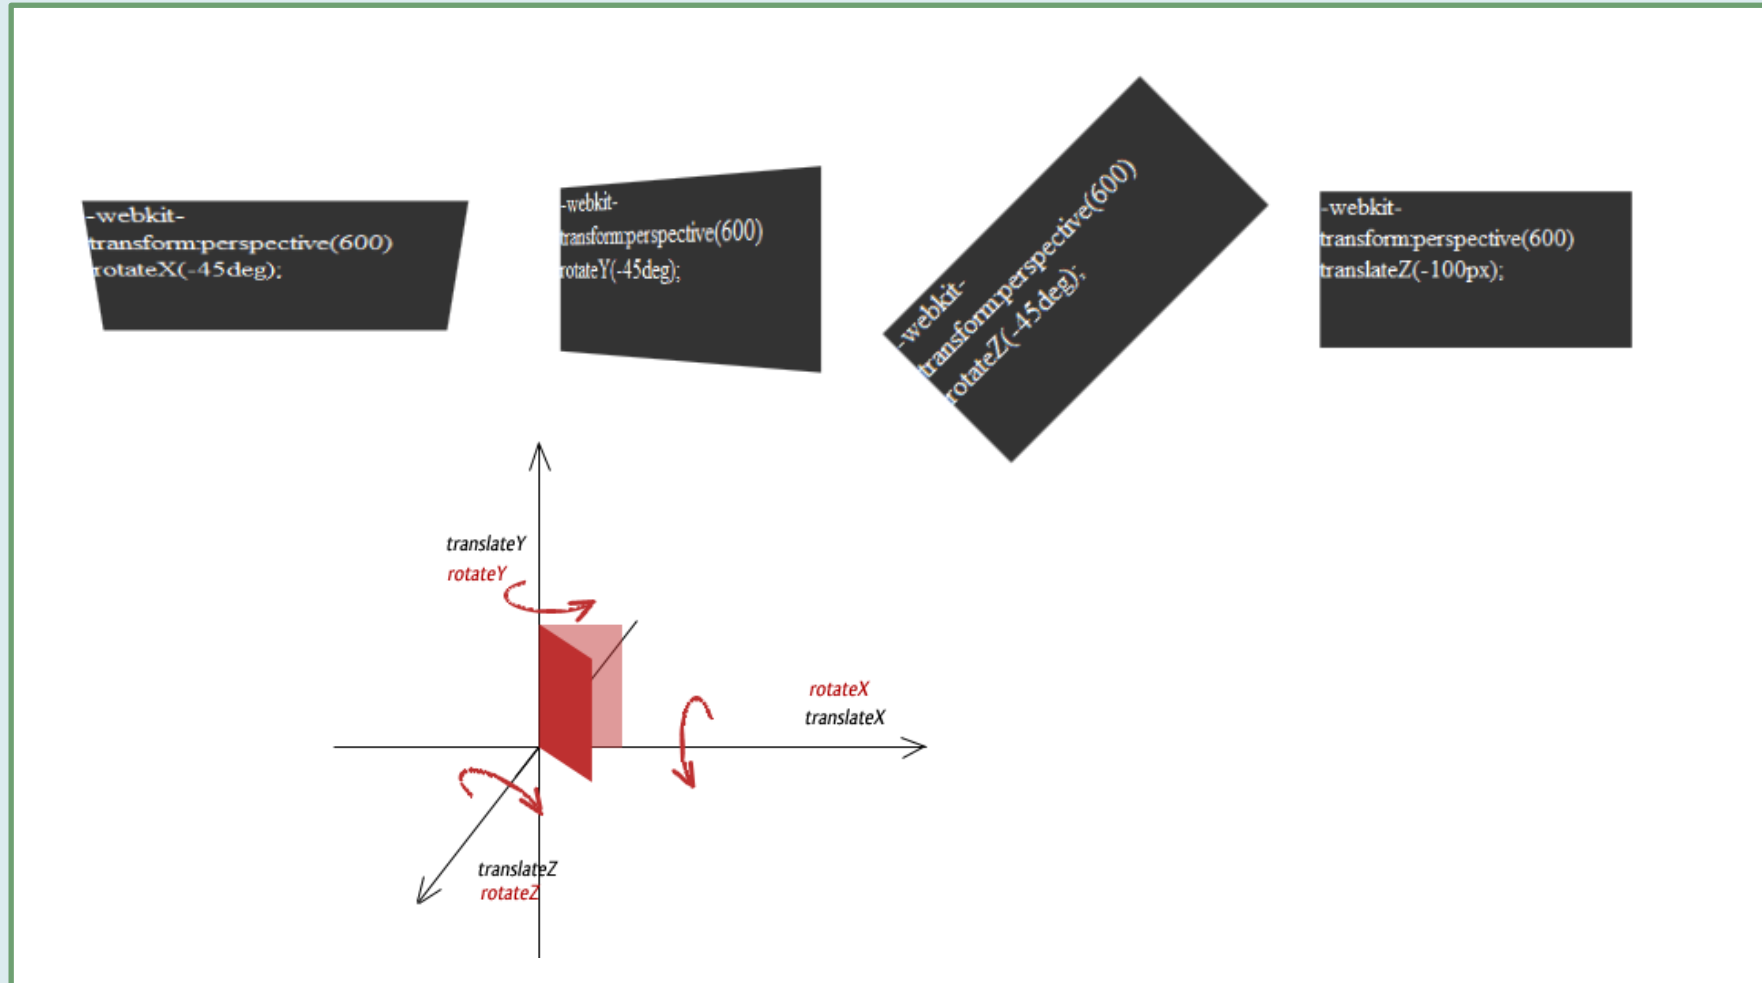 -webkit-
transform:perspective(600)
rotateX(-45deg);
-webkit-
transform:perspective(600)
rotateY(-45deg);
-webkit-
transform:perspective(600)
rotateZ(-45deg);
-webkit-
transform:perspective(600)
translateZ(-100px);
translateY
rotateY
rotateX
translateX
translateZ
rotateZ